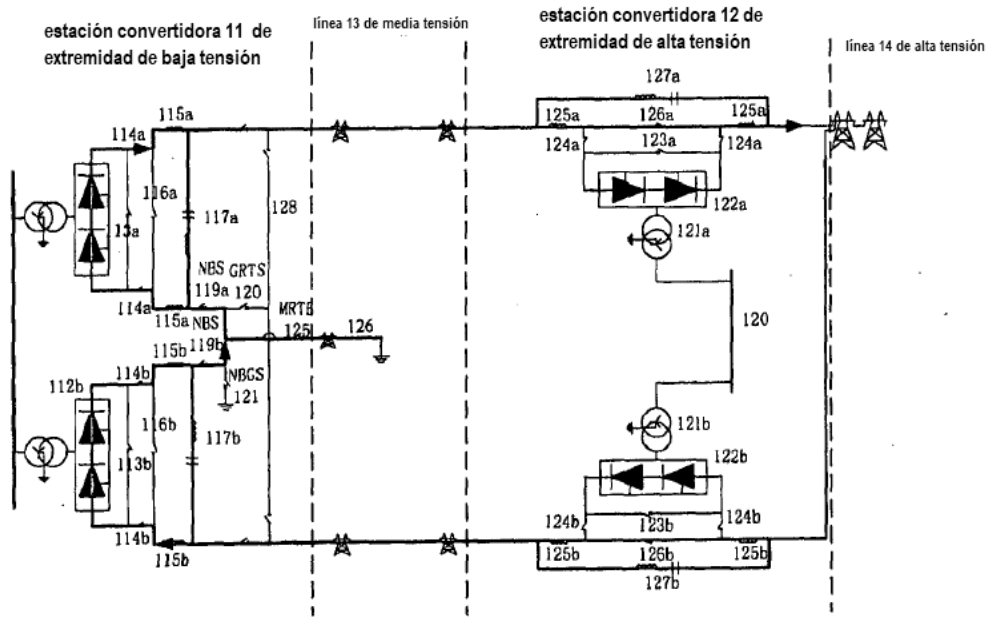 estación convertidora 11 de
extremidad de baja tensión
línea 13 de media tensión
estación convertidora 12 de
extremidad de alta tensión
línea 14 de alta tensión
127a
115a
125a
126a
125a
114a
124a
123a
124a
116a
122a
128
117a
13a
121a
NBS
GRTS
119a
120
114a
115a
NBS
MRTB
125
126
120
115b
119b
114b
NBGS
112b
121
121b
116b
117b
122b
113b
124b
123b
124b
114b
115b
125b
126b
125b
127b